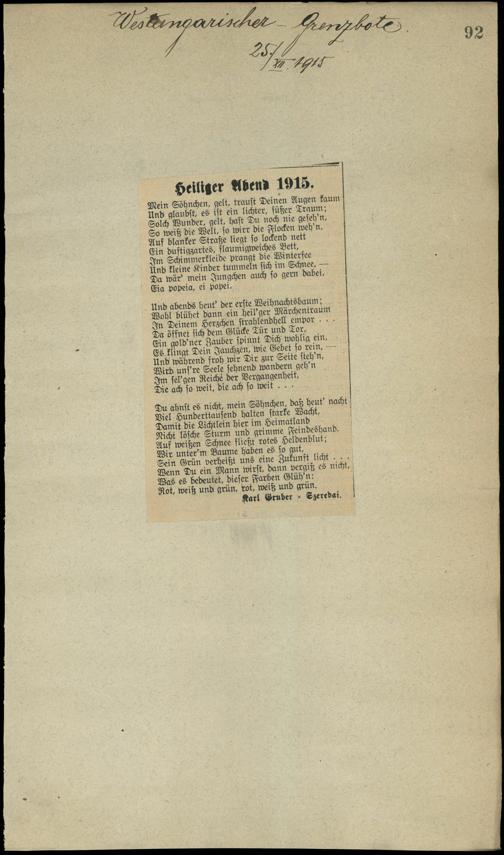 Westungarischer - Grenzbote.
25/XII. 1915
92
Heiliger Abend 1915.
Mein Söhnchen, gelt, traust Deinen Augen kaum
Und glaubst, es ist ein lichter, süßer Traum;
Solch Wunder, gelt, hast Du noch nie geseh'n,
So weiß die Welt, so wirr die Flocken weh'n.
Auf blanker Straße liegt so lockend nett
Ein duftigzartes, flaumigweiches Bett,
Im Schimmerkleide prangt die Winterfee
Und kleine Kinder tummeln sich im Schnee, —
Da wär' mein Jungchen auch so gern dabei.
Eia popeia, ei popei.
Und abends heut' der erste Weihnachtsbaum;
Wohl blühet dann ein heil'ger Märchentraum
In Deinem Herzchen strahlendhell empor . . .
Da öffnet sich dem Glücke Tür und Tor,
Ein gold'ner Zauber spinnt Dich wohlig ein,
Es klingt Dein Jauchzen, wie Gebet so rein, —
Und während froh wir Dir zur Seite steh'n,
Wird uns're Seele sehnend wandern geh'n
Im sel'gen Reiche der Vergangenheit,
Die ach so weit, die ach so weit . . .
Du ahnst es nicht, mein Söhnchen, daß heut' nacht
Viel Hunderttausend halten starke Wacht,
Damit die Lichtlein hier im Heimatland
Nicht lösche Sturm und grimme Feindeshand.
Auf weißen Schnee fließt rotes Heldenblut;
Wir unter'm Baume haben es so gut,
Sein Grün verheißt uns eine Zukunft licht . . .
Wenn Du ein Mann wirst, dann vergiß es nicht,
Was es bedeutet, dieser Farben Glüh'n:
Rot, weiß und grün, rot, weiß und grün.
Karl Gruber - Szeredai.